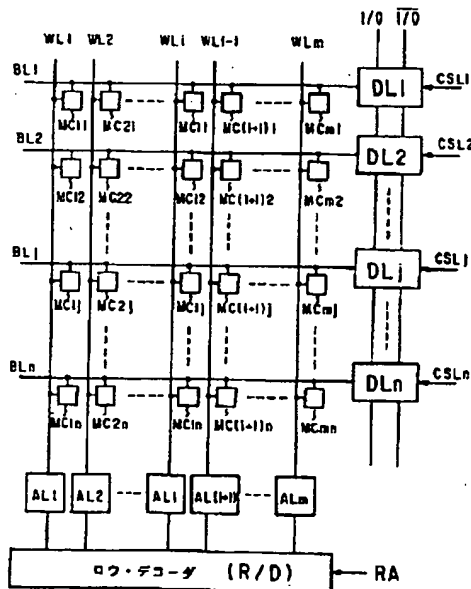 I/O I/O
WL1 WL2 WLi WLi-1 WLm
BL1 DL1 CSL1
MC11 MC21 MCi1 MC(i+1)1 MCm1
BL2 DL2 CSL2
MC12 MC22 MCi2 MC(i+1)2 MCm2
BLj DLj CSLj
MC1j MC2j MCij MC(i+1)j MCmj
BLn DLn CSLn
MC1n MC2n MCin MC(i+1)n MCmn
AL1 AL2 ALi AL(i+1) ALm
ロウ・デコーダ (R/D) RA